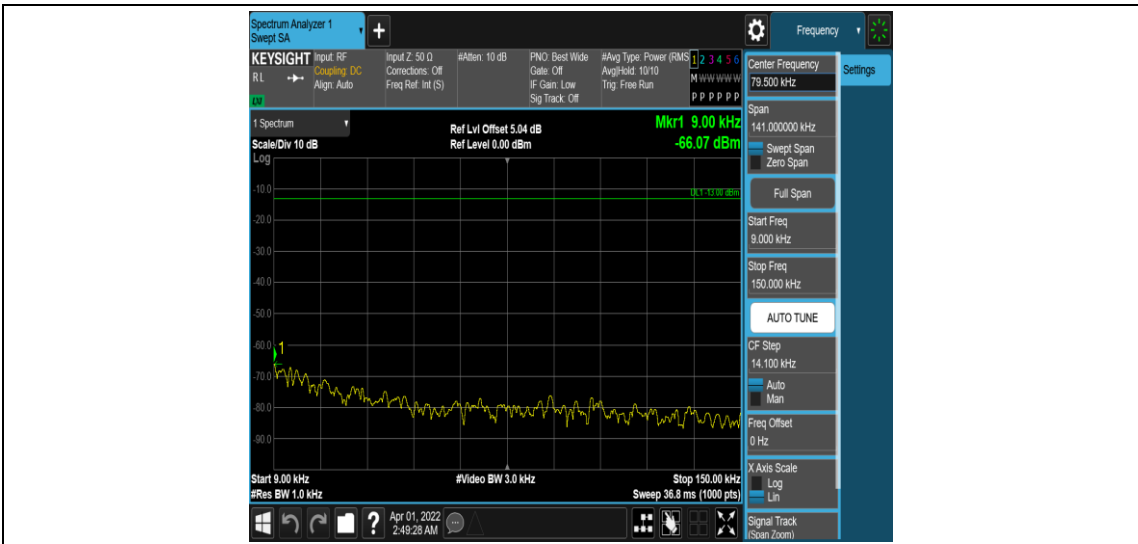 Spectrum Analyzer 1
Swept SA
+
Frequency
KEYSIGHT
RL
LXI
Input: RF
Coupling: DC
Align: Auto
Input Z: 50 Ω
Corrections: Off
Freq Ref: Int (S)
#Atten: 10 dB
PNO: Best Wide
Gate: Off
IF Gain: Low
Sig Track: Off
#Avg Type: Power (RMS
Avg|Hold: 10/10
Trig: Free Run
1 2 3 4 5 6
M W W W W W
P P P P P P
1 Spectrum
Scale/Div 10 dB
Log
Ref Lvl Offset 5.04 dB
Ref Level 0.00 dBm
Mkr1 9.00 kHz
-66.07 dBm
DL1 -13.00 dBm
-10.0
-20.0
-30.0
-40.0
-50.0
-60.0
1
-70.0
-80.0
-90.0
Start 9.00 kHz
#Res BW 1.0 kHz
#Video BW 3.0 kHz
Stop 150.00 kHz
Sweep 36.8 ms (1000 pts)
?
Apr 01, 2022
2:49:28 AM
Center Frequency
79.500 kHz
Settings
Span
141.000000 kHz
Swept Span
Zero Span
Full Span
Start Freq
9.000 kHz
Stop Freq
150.000 kHz
AUTO TUNE
CF Step
14.100 kHz
Auto
Man
Freq Offset
0 Hz
X Axis Scale
Log
Lin
Signal Track
(Span Zoom)